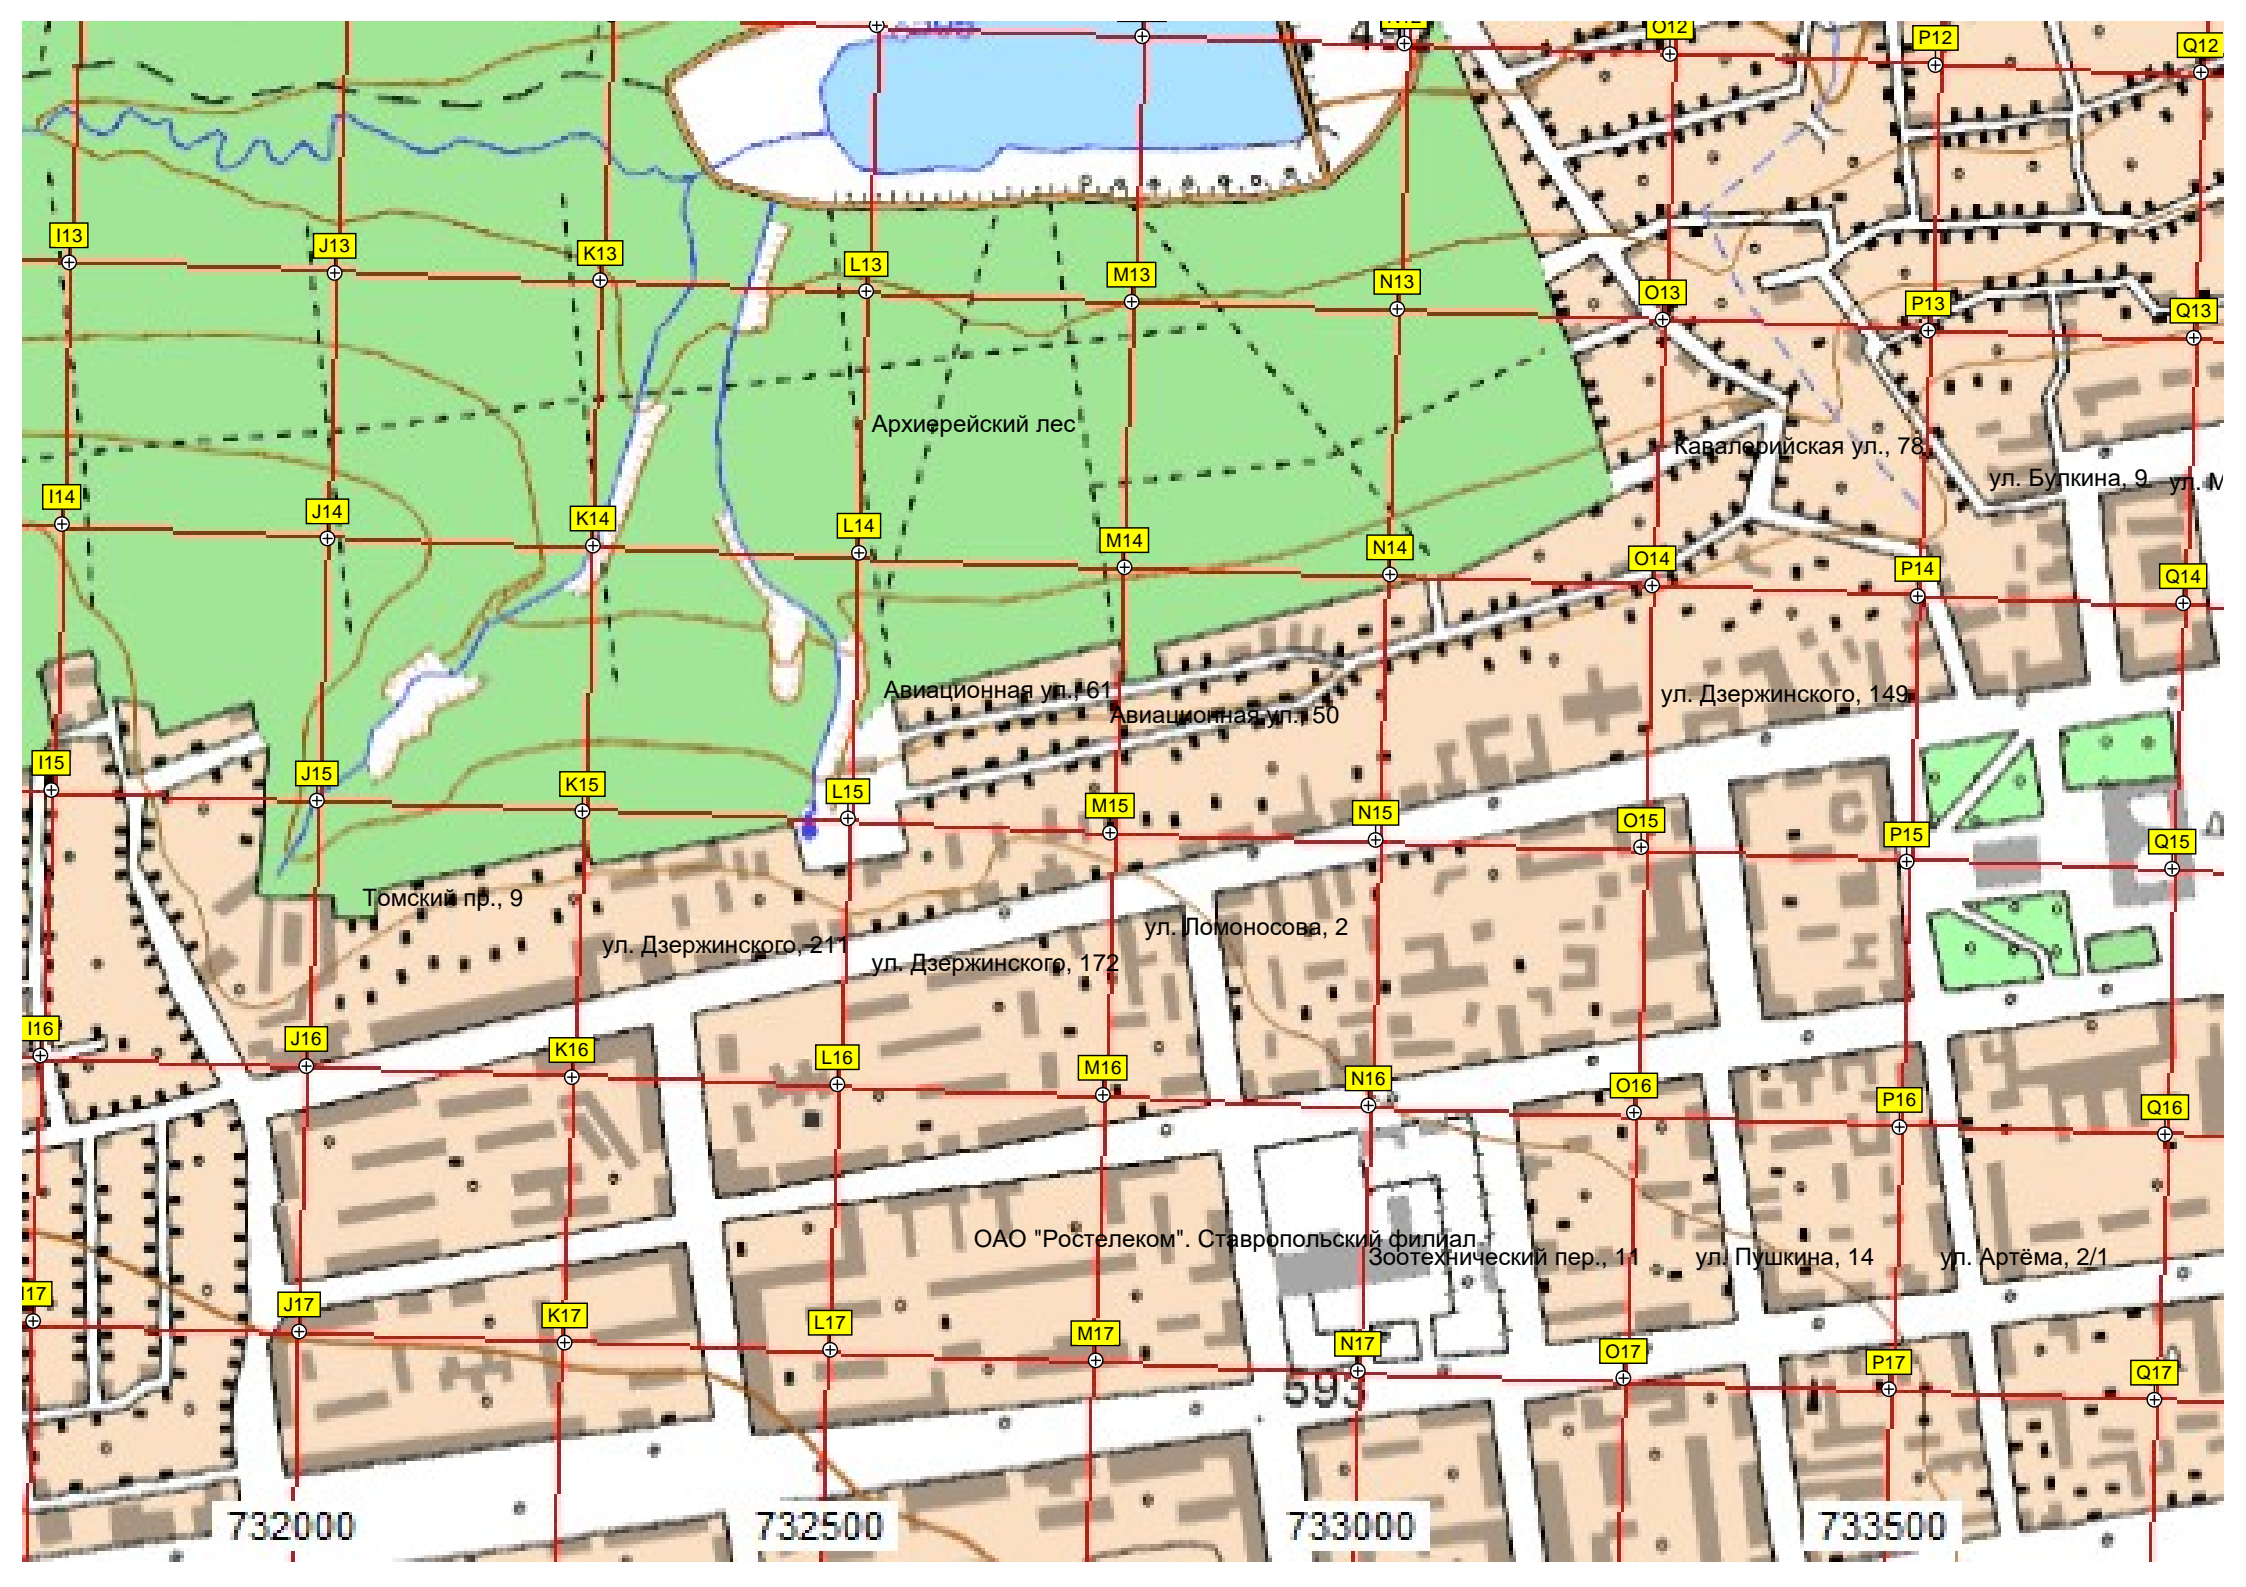 O12
P12
Q12
I13
J13
K13
L13
M13
N13
O13
P13
Q13
Архиерейский лес
Кавалерийская ул., 78
ул. Булкина, 9
I14
J14
K14
L14
M14
N14
O14
P14
Q14
Авиационная ул., 61
Авиационная ул., 50
ул. Дзержинского, 149
I15
J15
K15
L15
M15
N15
O15
P15
Q15
Томский пр., 9
ул. Дзержинского, 211
ул. Дзержинского, 172
ул. Ломоносова, 2
I16
J16
K16
L16
M16
N16
O16
P16
Q16
ОАО "Ростелеком". Ставропольский филиал
Зоотехнический пер., 11
ул. Пушкина, 14
ул. Артёма, 2/1
I17
J17
K17
L17
M17
N17
O17
P17
Q17
593
732000
732500
733000
733500